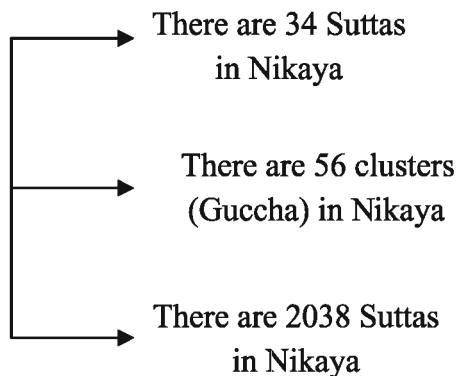 There are 34 Suttas
in Nikaya
There are 56 clusters
(Guccha) in Nikaya
There are 2038 Suttas
in Nikaya